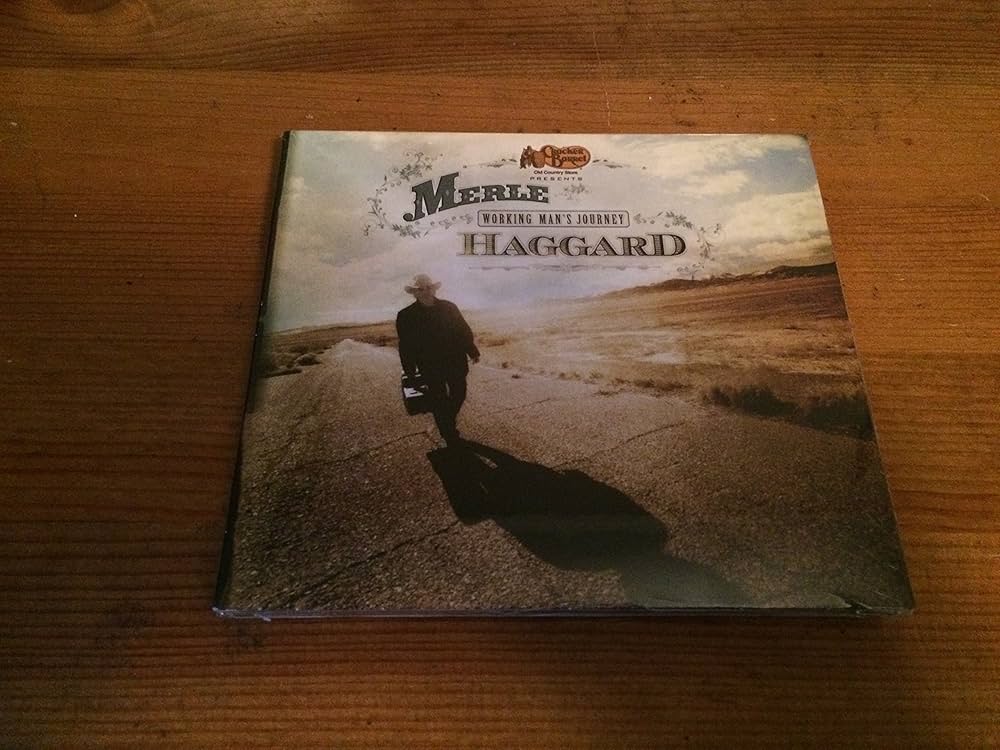 Cracker
Barrel
Old Country Store
PRESENTS
MERLE
WORKING MAN'S JOURNEY
HAGGARD